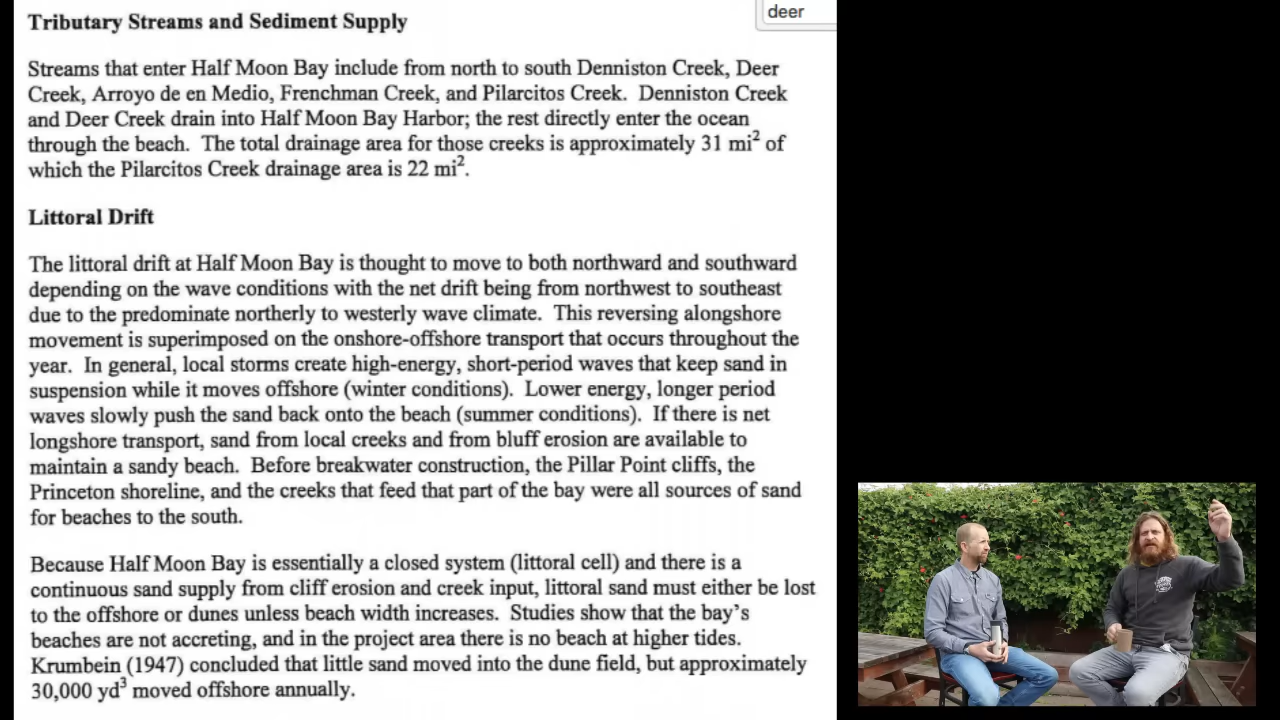 Tributary Streams and Sediment Supply
deer
Streams that enter Half Moon Bay include from north to south Denniston Creek, Deer
Creek, Arroyo de en Medio, Frenchman Creek, and Pilarcitos Creek. Denniston Creek
and Deer Creek drain into Half Moon Bay Harbor; the rest directly enter the ocean
through the beach. The total drainage area for those creeks is approximately 31 mi² of
which the Pilarcitos Creek drainage area is 22 mi².
Littoral Drift
The littoral drift at Half Moon Bay is thought to move to both northward and southward
depending on the wave conditions with the net drift being from northwest to southeast
due to the predominate northerly to westerly wave climate. This reversing alongshore
movement is superimposed on the onshore-offshore transport that occurs throughout the
year. In general, local storms create high-energy, short-period waves that keep sand in
suspension while it moves offshore (winter conditions). Lower energy, longer period
waves slowly push the sand back onto the beach (summer conditions). If there is net
longshore transport, sand from local creeks and from bluff erosion are available to
maintain a sandy beach. Before breakwater construction, the Pillar Point cliffs, the
Princeton shoreline, and the creeks that feed that part of the bay were all sources of sand
for beaches to the south.
Because Half Moon Bay is essentially a closed system (littoral cell) and there is a
continuous sand supply from cliff erosion and creek input, littoral sand must either be lost
to the offshore or dunes unless beach width increases. Studies show that the bay's
beaches are not accreting, and in the project area there is no beach at higher tides.
Krumbein (1947) concluded that little sand moved into the dune field, but approximately
30,000 yd³ moved offshore annually.